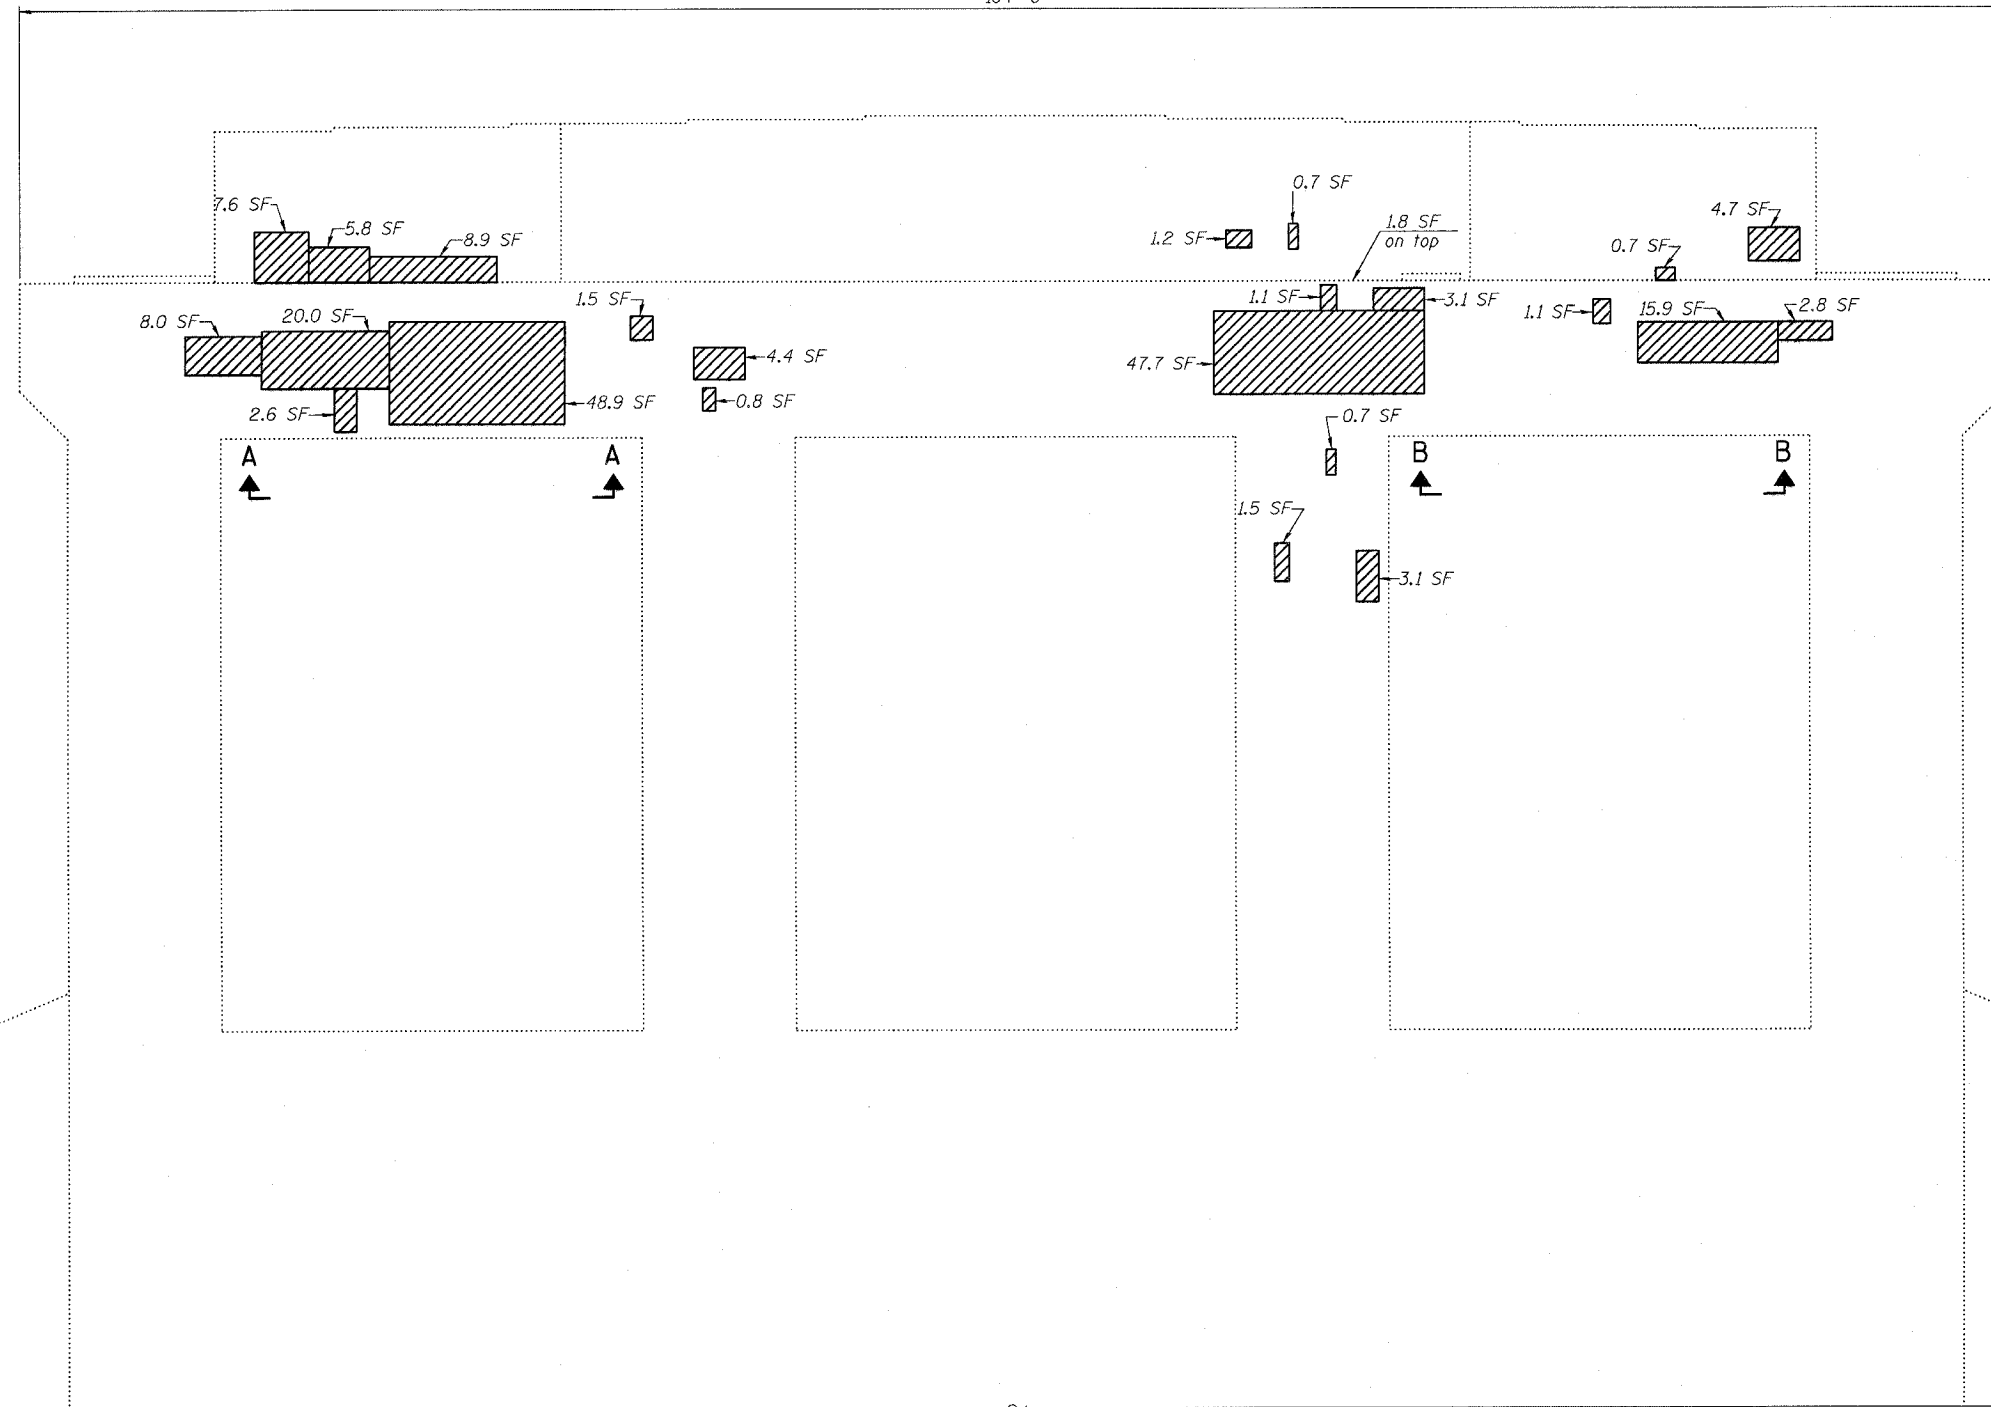 0.7 SF
7.6 SF
5.8 SF
8.9 SF
1.2 SF
1.8 SF
on top
0.7 SF
4.7 SF
1.5 SF
1.1 SF
3.1 SF
1.1 SF
15.9 SF
2.8 SF
8.0 SF
20.0 SF
4.4 SF
47.7 SF
2.6 SF
48.9 SF
0.8 SF
0.7 SF
A
A
B
B
1.5 SF
3.1 SF